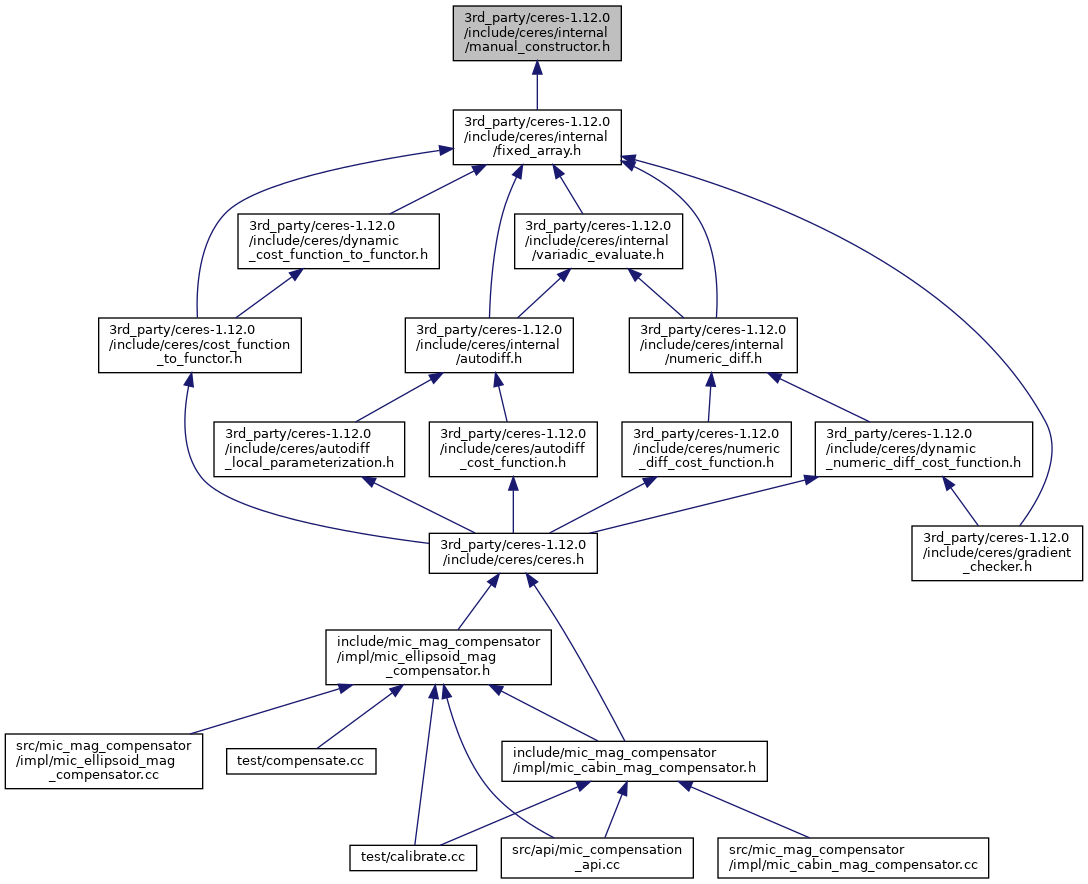 3rd_party/ceres-1.12.0
/include/ceres/internal
/manual_constructor.h
3rd_party/ceres-1.12.0
/include/ceres/internal
/fixed_array.h
3rd_party/ceres-1.12.0
/include/ceres/dynamic
_cost_function_to_functor.h
3rd_party/ceres-1.12.0
/include/ceres/internal
/variadic_evaluate.h
3rd_party/ceres-1.12.0
/include/ceres/cost_function
_to_functor.h
3rd_party/ceres-1.12.0
/include/ceres/internal
/autodiff.h
3rd_party/ceres-1.12.0
/include/ceres/internal
/numeric_diff.h
3rd_party/ceres-1.12.0
/include/ceres/autodiff
_local_parameterization.h
3rd_party/ceres-1.12.0
/include/ceres/autodiff
_cost_function.h
3rd_party/ceres-1.12.0
/include/ceres/numeric
_diff_cost_function.h
3rd_party/ceres-1.12.0
/include/ceres/dynamic
_numeric_diff_cost_function.h
3rd_party/ceres-1.12.0
/include/ceres/ceres.h
3rd_party/ceres-1.12.0
/include/ceres/gradient
_checker.h
include/mic_mag_compensator
/impl/mic_ellipsoid_mag
_compensator.h
src/mic_mag_compensator
/impl/mic_ellipsoid_mag
_compensator.cc
test/compensate.cc
include/mic_mag_compensator
/impl/mic_cabin_mag_compensator.h
test/calibrate.cc
src/api/mic_compensation
_api.cc
src/mic_mag_compensator
/impl/mic_cabin_mag_compensator.cc